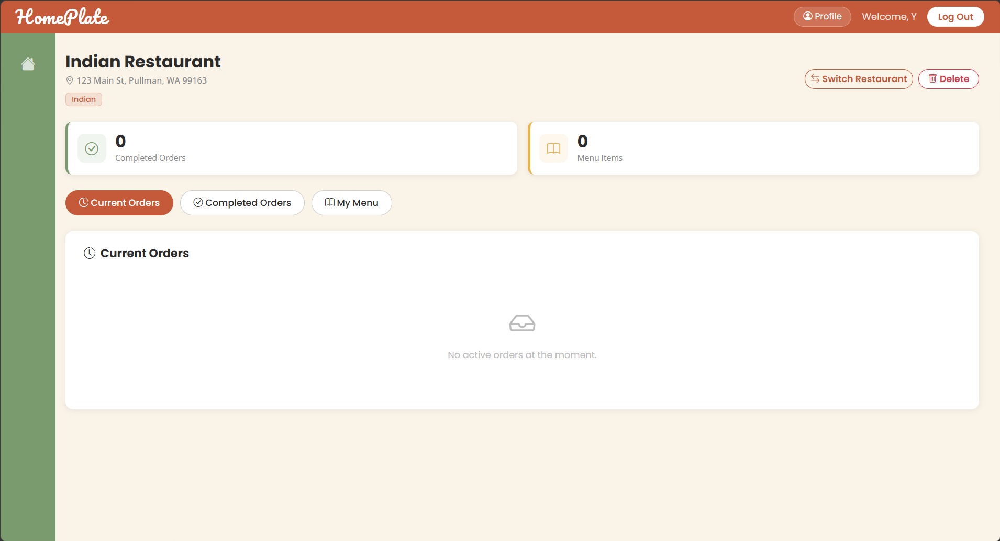 HomePlate
Profile
Welcome, Y
Log Out
Indian Restaurant
123 Main St, Pullman, WA 99163
Indian
Switch Restaurant
Delete
0
Completed Orders
0
Menu Items
Current Orders
Completed Orders
My Menu
Current Orders
No active orders at the moment.